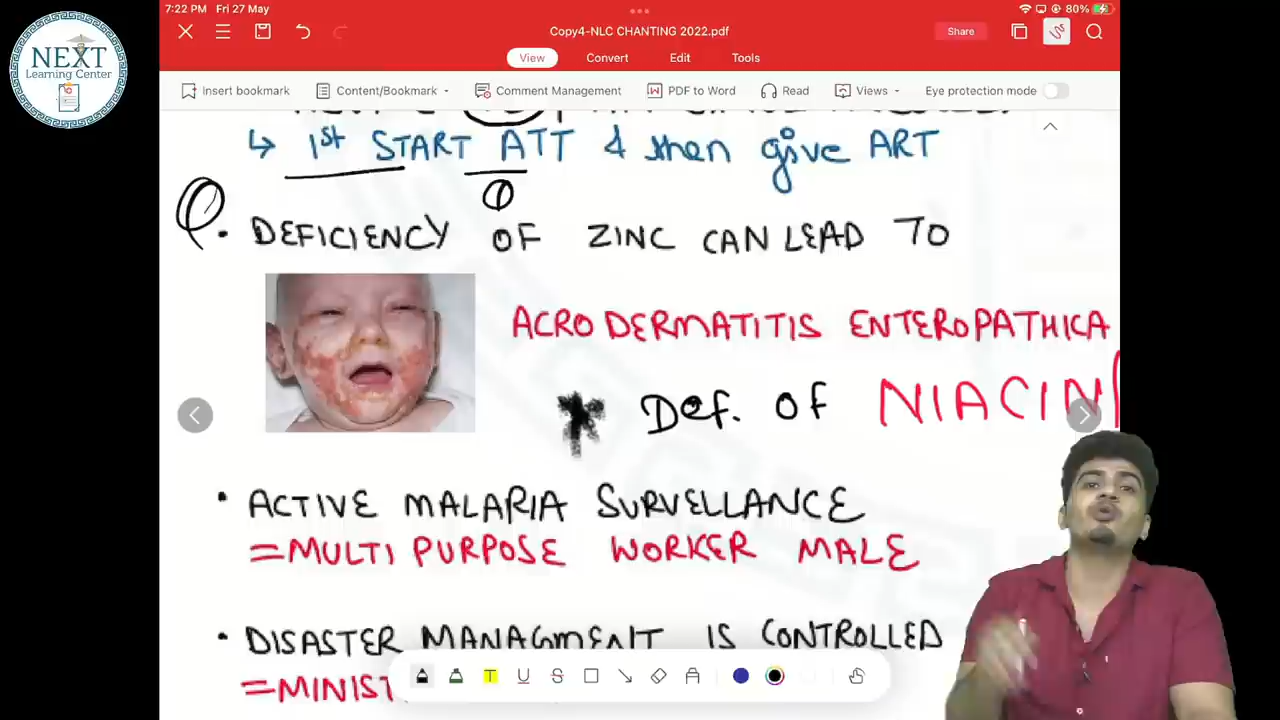 7:22 PM Fri 27 May
80%
NEXT
Learning Center
Copy4-NLC CHANTING 2022.pdf
Share
View
Convert
Edit
Tools
Insert bookmark
Content/Bookmark
Comment Management
PDF to Word
Read
Views
Eye protection mode
↳ 1st START ATT & then give ART
Q. DEFICIENCY OF ZINC CAN LEAD TO
ACRODERMATITIS ENTEROPATHICA
* Def. OF NIACIN
• ACTIVE MALARIA SURVELLANCE
=MULTI PURPOSE WORKER MALE
• DISASTER MANAGMENT IS CONTROLLED